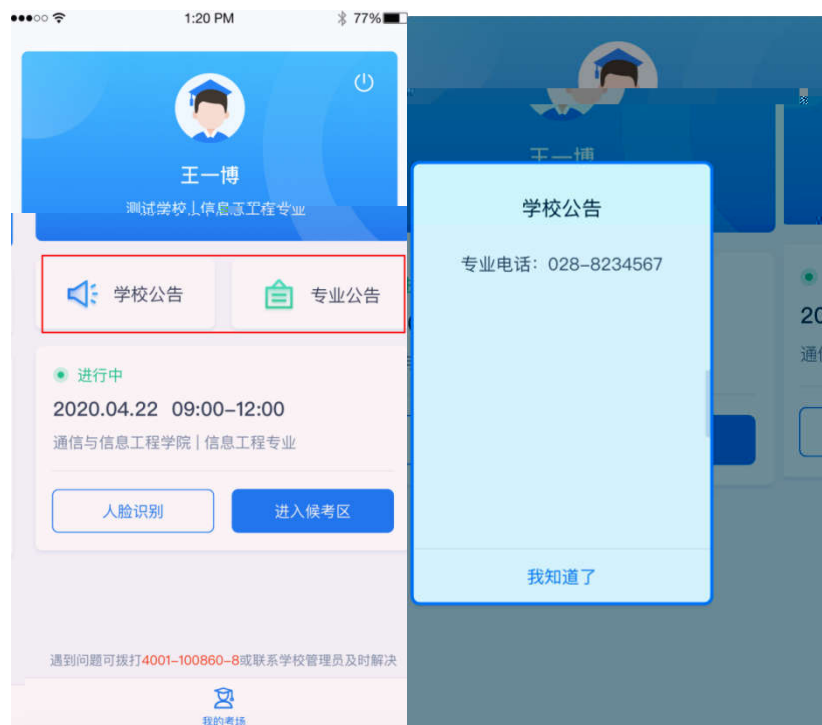 1:20 PM
77%
王一博
测试学校 | 信息工程专业
学校公告
专业公告
进行中
2020.04.22 09:00–12:00
通信与信息工程学院 | 信息工程专业
人脸识别
进入候考区
遇到问题可拨打4001–100860–8或联系学校管理员及时解决
我的考场
王一博
学校公告
专业电话：028–8234567
我知道了
20